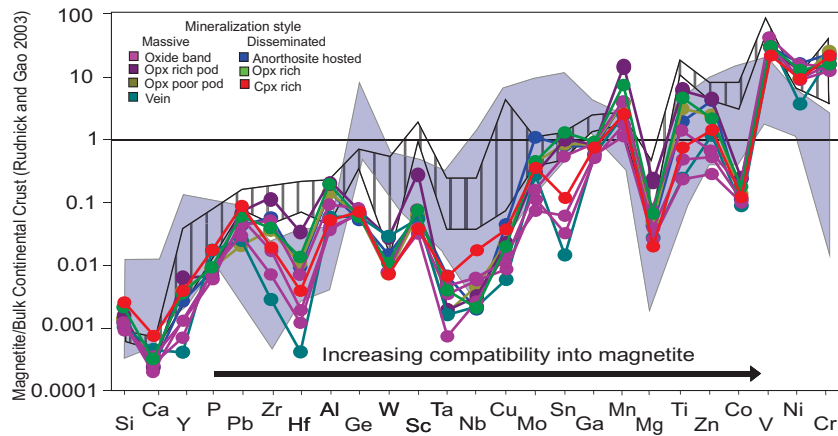 Magnetite/Bulk Continental Crust (Rudnick and Gao 2003)
100
10
1
0.1
0.01
0.001
0.0001
Mineralization style
Massive
Disseminated
Oxide band
Anorthosite hosted
Opx rich pod
Opx rich
Opx poor pod
Cpx rich
Vein
Increasing compatibility into magnetite
Si Ca Y P Pb Zr Hf Al Ge W Sc Ta Nb Cu Mo Sn Ga Mn Mg Ti Zn Co V Ni Cr